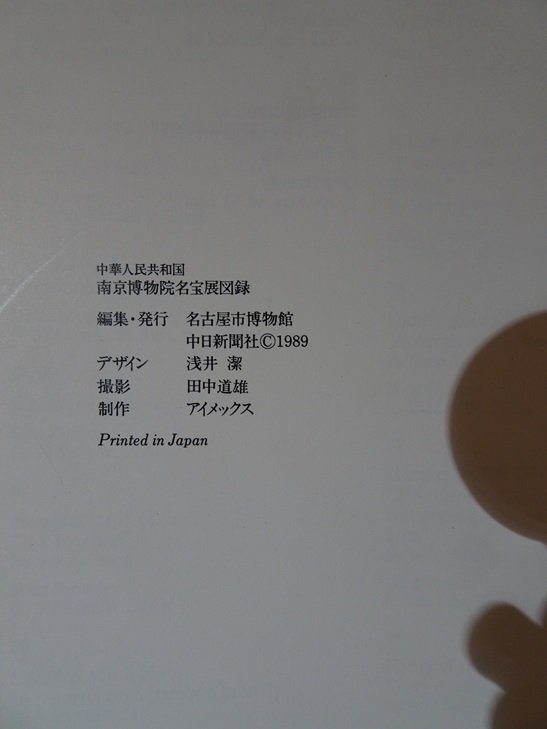 中華人民共和国
南京博物院名宝展図録
編集・発行 名古屋市博物館
中日新聞社©1989
デザイン 浅井 潔
撮影 田中道雄
制作 アイメックス
Printed in Japan